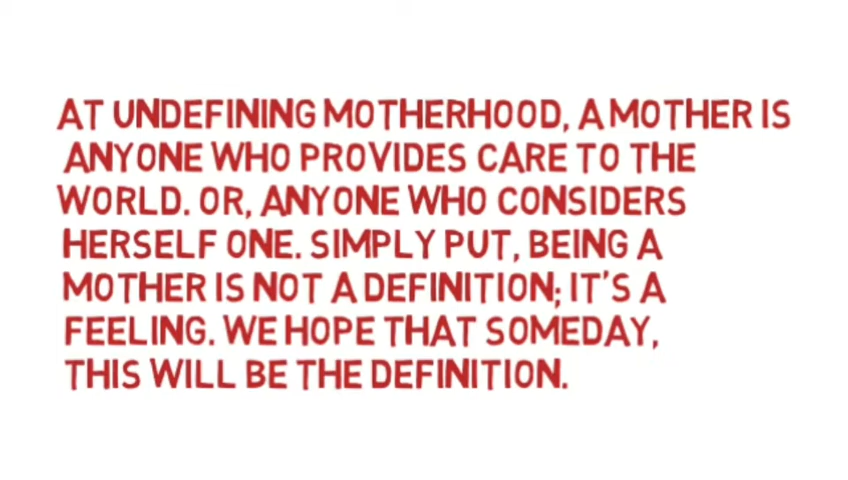 AT UNDEFINING MOTHERHOOD, A MOTHER IS
ANYONE WHO PROVIDES CARE TO THE
WORLD. OR, ANYONE WHO CONSIDERS
HERSELF ONE. SIMPLY PUT, BEING A
MOTHER IS NOT A DEFINITION; IT'S A
FEELING. WE HOPE THAT SOMEDAY,
THIS WILL BE THE DEFINITION.